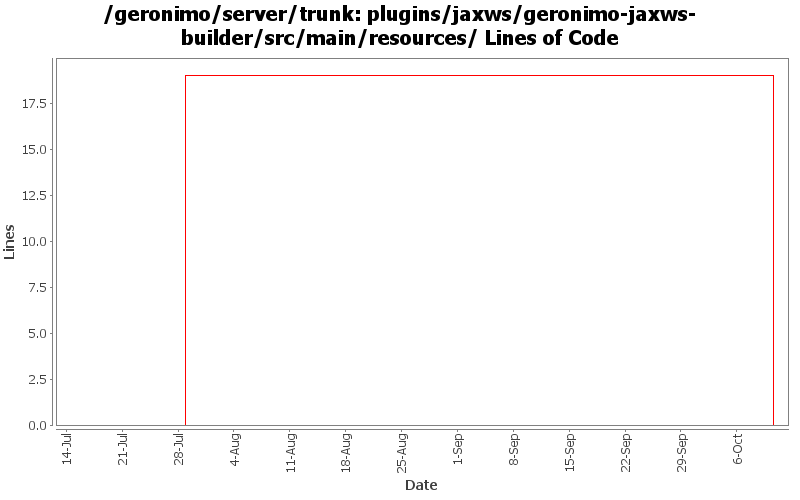 /geronimo/server/trunk: plugins/jaxws/geronimo-jaxws-
builder/src/main/resources/ Lines of Code
17.5
15.0
12.5
10.0
7.5
5.0
2.5
0.0
Lines
14-Jul
21-Jul
28-Jul
4-Aug
11-Aug
18-Aug
25-Aug
1-Sep
8-Sep
15-Sep
22-Sep
29-Sep
6-Oct
Date